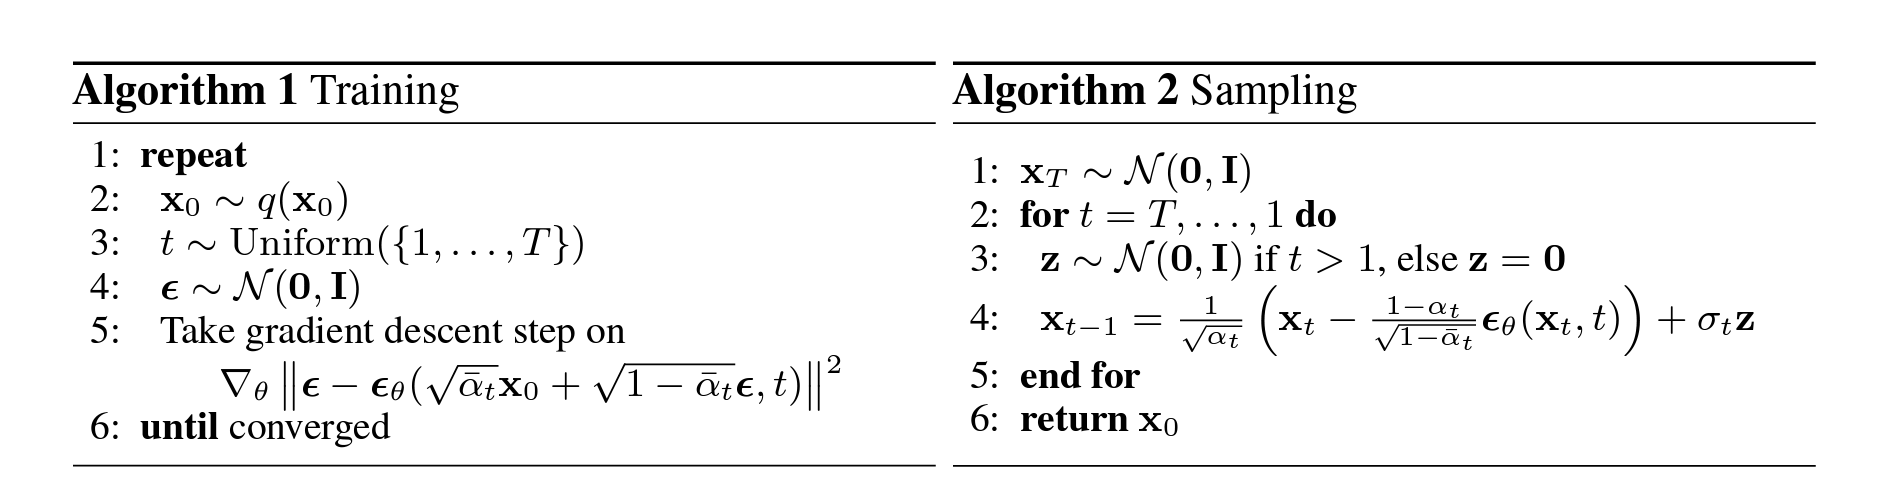 Algorithm 1 Training
1: repeat
2: x₀ ∼ q(x₀)
3: t ∼ Uniform({1, . . . , T})
4: ϵ ∼ 𝒩(0, I)
5: Take gradient descent step on
∇_θ ‖ϵ − ϵ_θ(√ᾱ_t x₀ + √(1 − ᾱ_t) ϵ, t)‖²
6: until converged
Algorithm 2 Sampling
1: x_T ∼ 𝒩(0, I)
2: for t = T, . . . , 1 do
3: z ∼ 𝒩(0, I) if t > 1, else z = 0
4: x_{t−1} = 1/√α_t (x_t − (1−α_t)/√(1−ᾱ_t) ϵ_θ(x_t, t)) + σ_t z
5: end for
6: return x₀